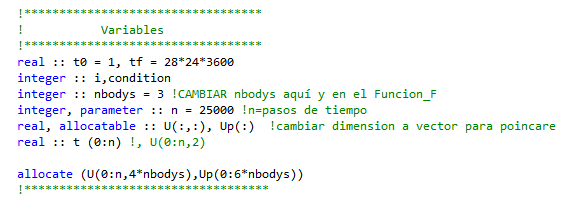 !*********************************
!           Variables
!*********************************
real :: t0 = 1, tf = 28*24*3600
integer :: i,condition
integer :: nbodys = 3 !CAMBIAR nbodys aquí y en el Funcion_F
integer, parameter :: n = 25000 !n=pasos de tiempo
real, allocatable :: U(:,:), Up(:)  !cambiar dimension a vector para poincare
real :: t (0:n) !, U(0:n,2)
allocate (U(0:n,4*nbodys),Up(0:6*nbodys))
!**********************************